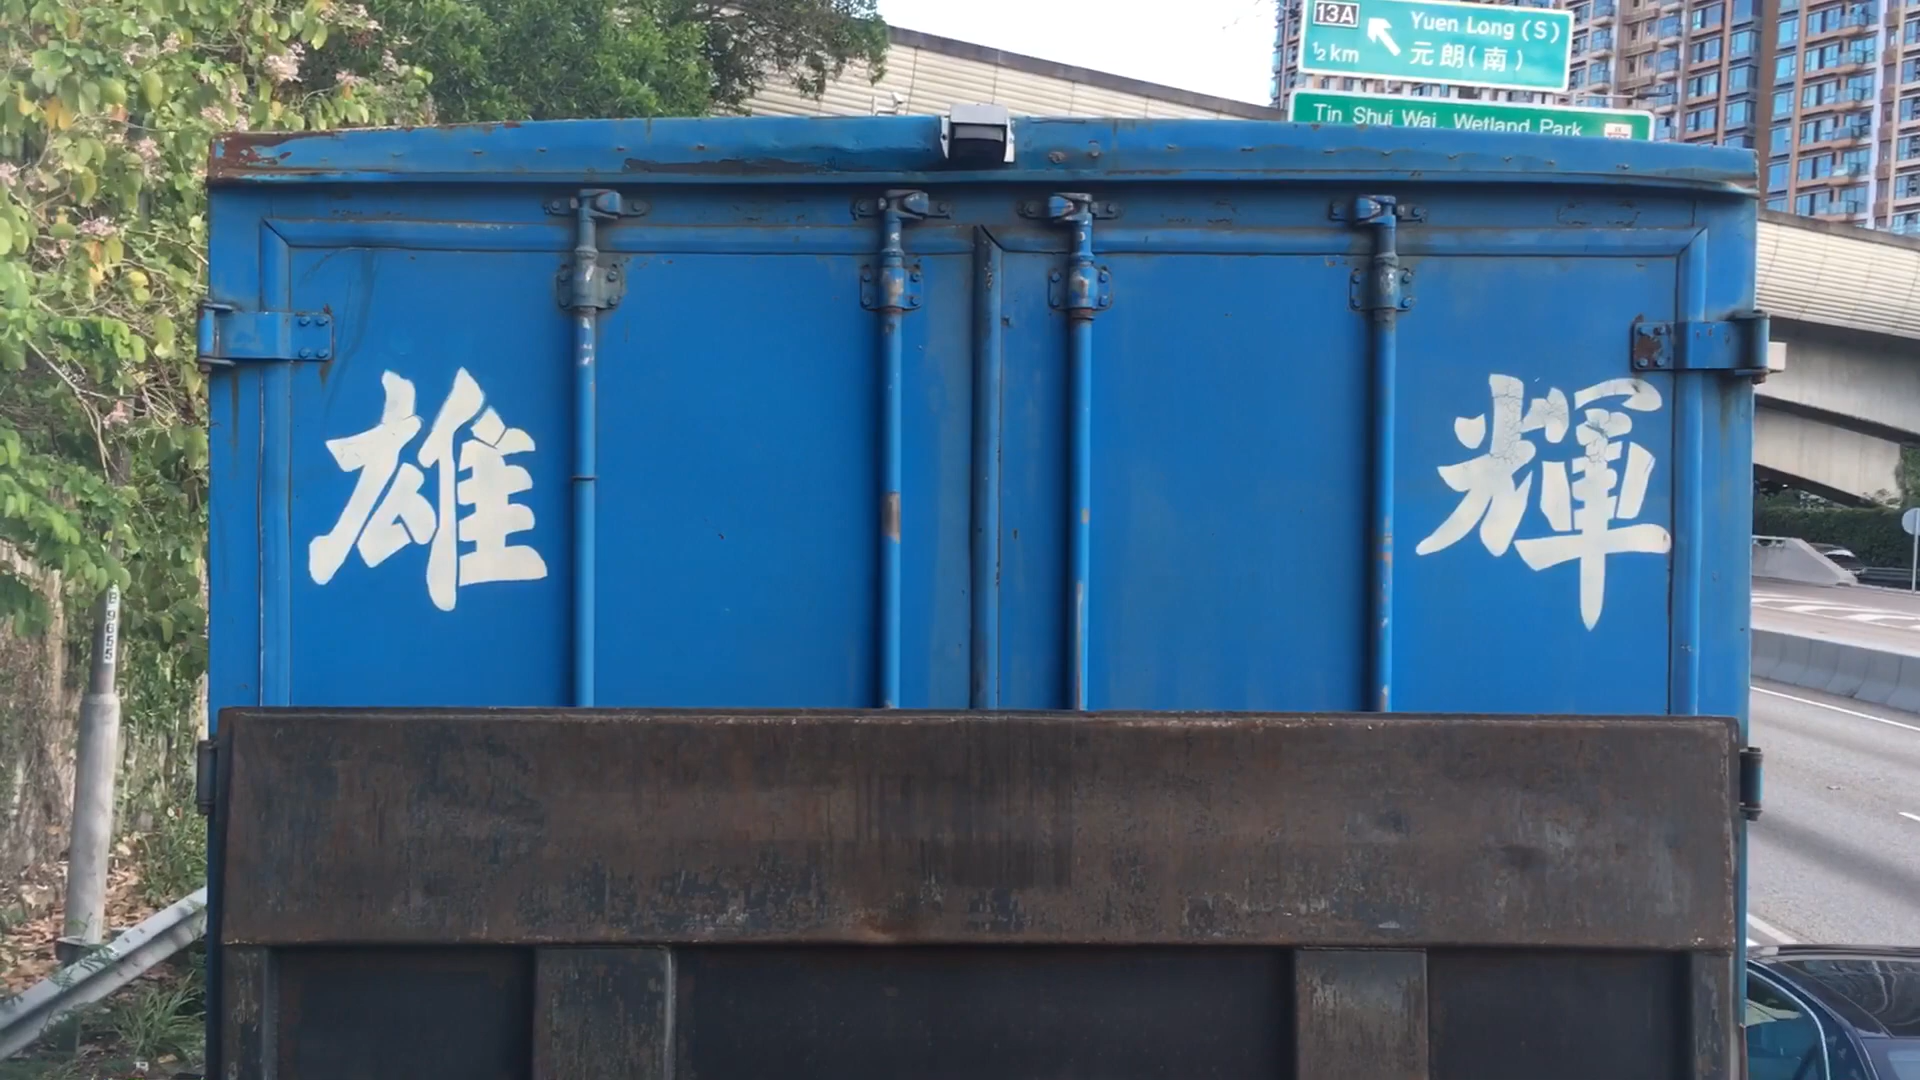 13A Yuen Long (S)
½ km 元朗(南)
Tin Shui Wai, Wetland Park
雄 輝